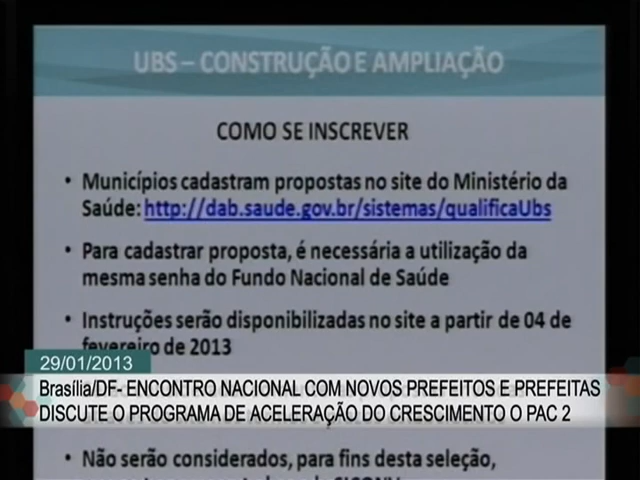 UBS – CONSTRUÇÃO E AMPLIAÇÃO
COMO SE INSCREVER
• Municípios cadastram propostas no site do Ministério da
Saúde: http://dab.saude.gov.br/sistemas/qualificaUbs
• Para cadastrar proposta, é necessária a utilização da
mesma senha do Fundo Nacional de Saúde
• Instruções serão disponibilizadas no site a partir de 04 de
fevereiro de 2013
29/01/2013
Brasília/DF- ENCONTRO NACIONAL COM NOVOS PREFEITOS E PREFEITAS
DISCUTE O PROGRAMA DE ACELERAÇÃO DO CRESCIMENTO O PAC 2
• Não serão considerados, para fins desta seleção,